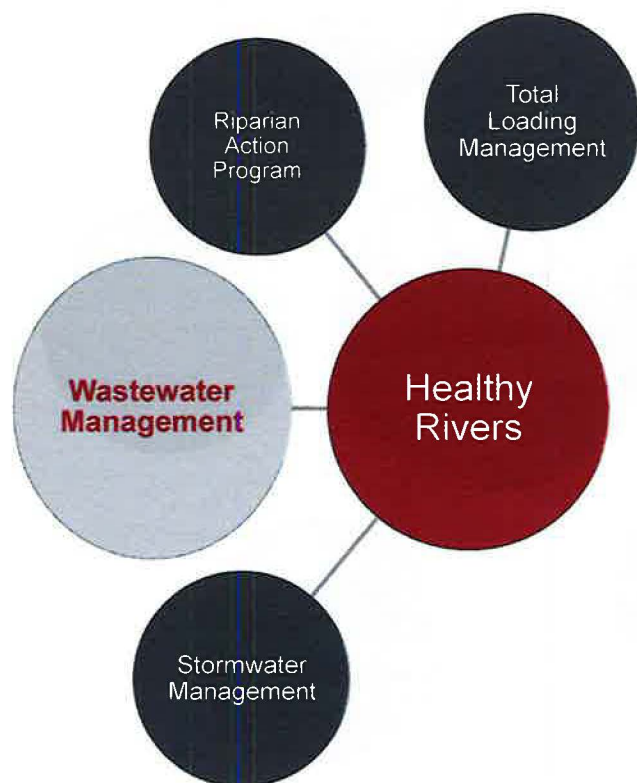 Riparian
Action
Program
Total
Loading
Management
Wastewater
Management
Healthy
Rivers
Stormwater
Management